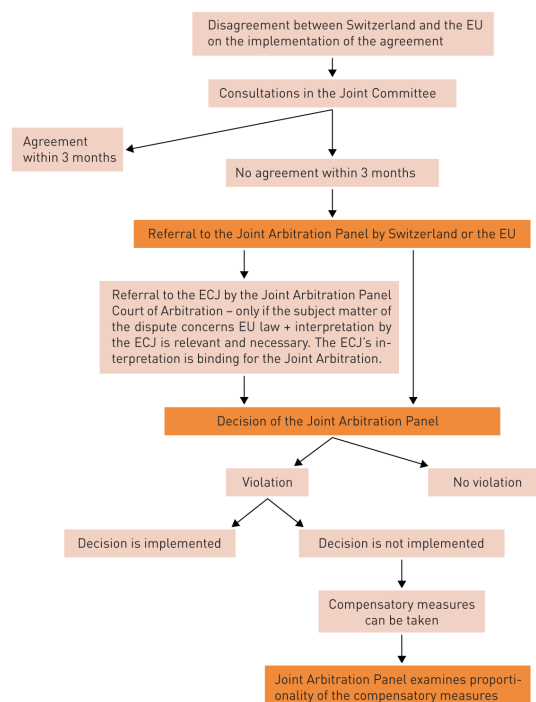 Disagreement between Switzerland and the EU
on the implementation of the agreement
Consultations in the Joint Committee
Agreement
within 3 months
No agreement within 3 months
Referral to the Joint Arbitration Panel by Switzerland or the EU
Referral to the ECJ by the Joint Arbitration Panel
Court of Arbitration – only if the subject matter
of the dispute concerns EU law + interpretation by
the ECJ is relevant and necessary. The ECJ's in-
terpretation is binding for the Joint Arbitration.
Decision of the Joint Arbitration Panel
Violation
No violation
Decision is implemented
Decision is not implemented
Compensatory measures
can be taken
Joint Arbitration Panel examines proporti-
onality of the compensatory measures